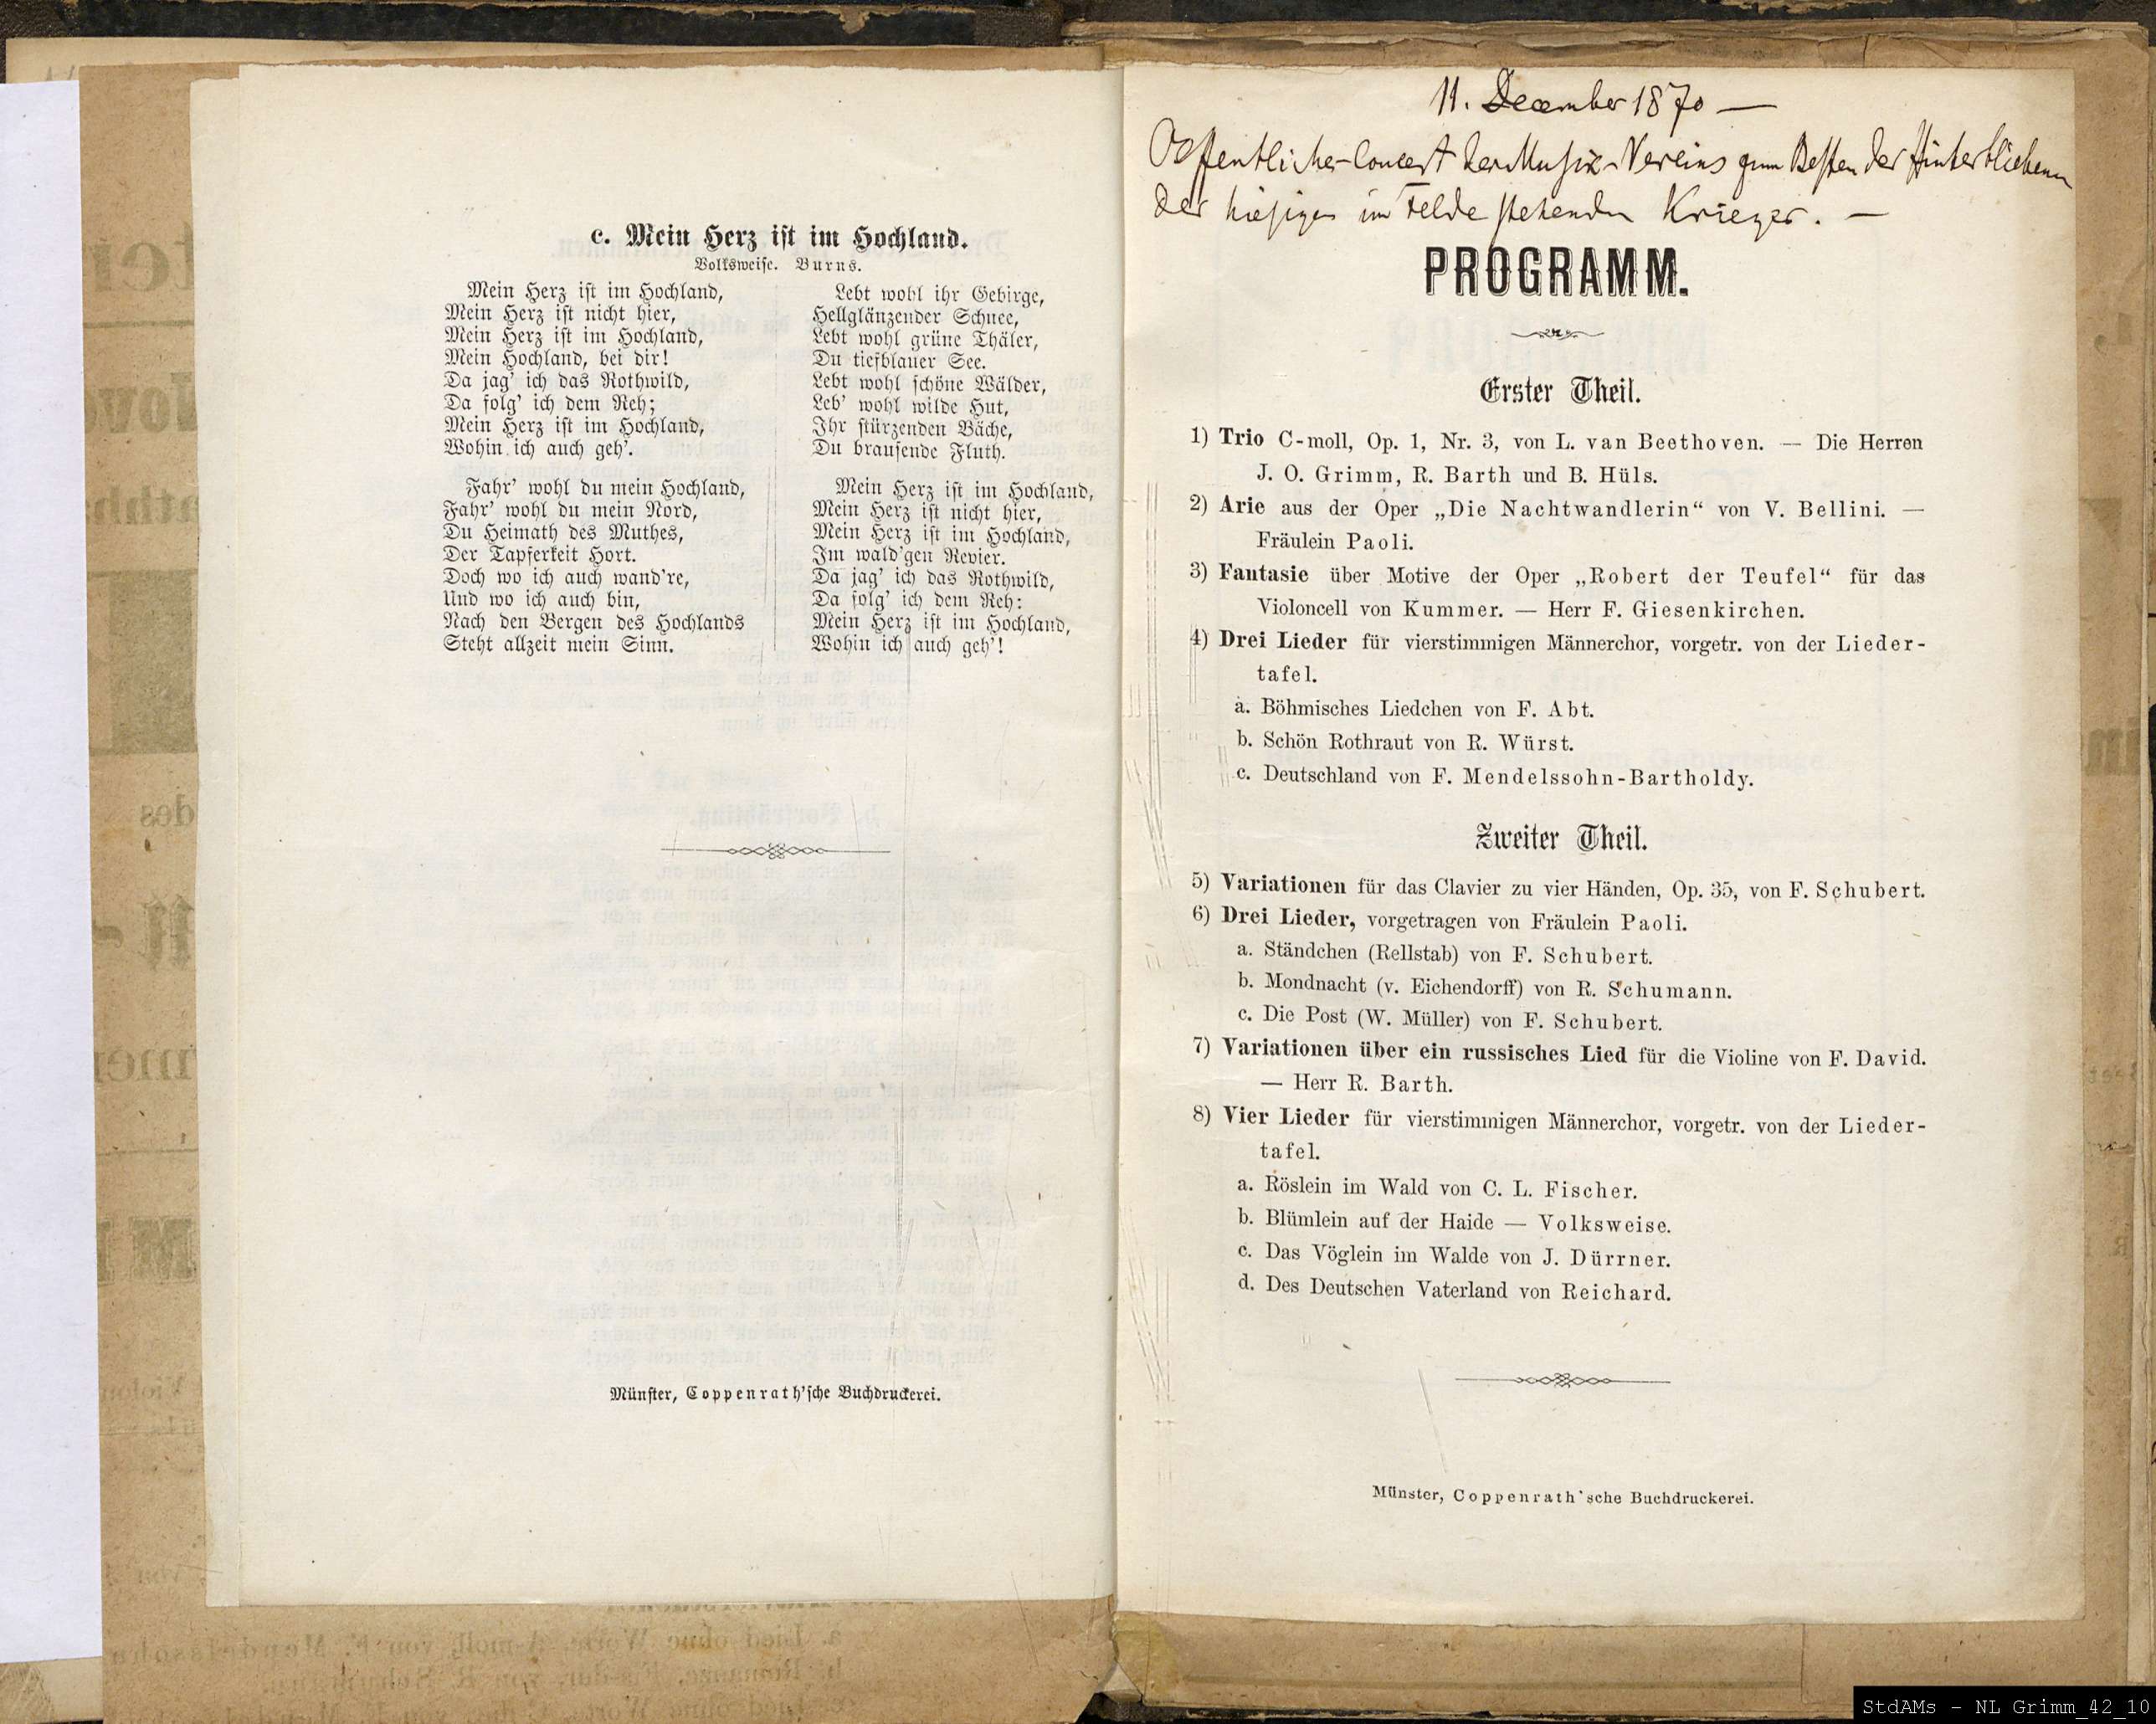 c. Mein Herz ist im Hochland.
Volksweise. Burns.
Mein Herz ist im Hochland,
Mein Herz ist nicht hier,
Mein Herz ist im Hochland,
Mein Hochland, bei dir!
Da jag' ich das Rothwild,
Da folg' ich dem Reh;
Mein Herz ist im Hochland,
Wohin ich auch geh'.
Fahr' wohl du mein Hochland,
Fahr' wohl du mein Nord,
Du Heimath des Muthes,
Der Tapferkeit Hort.
Doch wo ich auch wand're,
Und wo ich auch bin,
Nach den Bergen des Hochlands
Steht allzeit mein Sinn.
Lebt wohl ihr Gebirge,
Hellglänzender Schnee,
Lebt wohl grüne Thäler,
Du tiefblauer See.
Lebt wohl schöne Wälder,
Leb' wohl wilde Hut,
Ihr stürzenden Bäche,
Du brausende Fluth.
Mein Herz ist im Hochland,
Mein Herz ist nicht hier,
Mein Herz ist im Hochland,
Im wald'gen Revier.
Da jag' ich das Rothwild,
Da folg' ich dem Reh:
Mein Herz ist im Hochland,
Wohin ich auch geh'!
Münster, Coppenrath'sche Buchdruckerei.
11. December 1870 —
Oeffentliches Concert des Musik-Vereins zum Besten der Hinterbliebenen
der hiesigen im Felde stehenden Krieger. —
PROGRAMM.
Erster Theil.
1) Trio C-moll, Op. 1, Nr. 3, von L. van Beethoven. — Die Herren
J. O. Grimm, R. Barth und B. Hüls.
2) Arie aus der Oper „Die Nachtwandlerin“ von V. Bellini. —
Fräulein Paoli.
3) Fantasie über Motive der Oper „Robert der Teufel“ für das
Violoncell von Kummer. — Herr F. Giesenkirchen.
4) Drei Lieder für vierstimmigen Männerchor, vorgetr. von der Lieder-
tafel.
a. Böhmisches Liedchen von F. Abt.
b. Schön Rothraut von R. Würst.
c. Deutschland von F. Mendelssohn-Bartholdy.
Zweiter Theil.
5) Variationen für das Clavier zu vier Händen, Op. 35, von F. Schubert.
6) Drei Lieder, vorgetragen von Fräulein Paoli.
a. Ständchen (Rellstab) von F. Schubert.
b. Mondnacht (v. Eichendorff) von R. Schumann.
c. Die Post (W. Müller) von F. Schubert.
7) Variationen über ein russisches Lied für die Violine von F. David.
— Herr R. Barth.
8) Vier Lieder für vierstimmigen Männerchor, vorgetr. von der Lieder-
tafel.
a. Röslein im Wald von C. L. Fischer.
b. Blümlein auf der Haide — Volksweise.
c. Das Vöglein im Walde von J. Dürrner.
d. Des Deutschen Vaterland von Reichard.
Münster, Coppenrath'sche Buchdruckerei.
StdAMs - NL Grimm_42_10